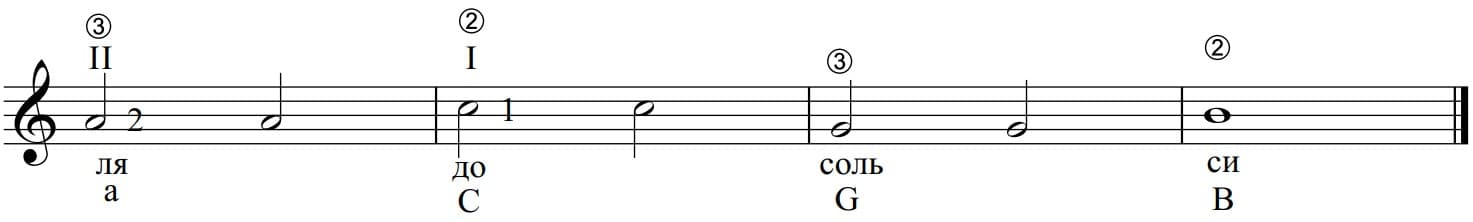 ③ ② ③ ②
II I
2 1
ля до соль си
a C G B